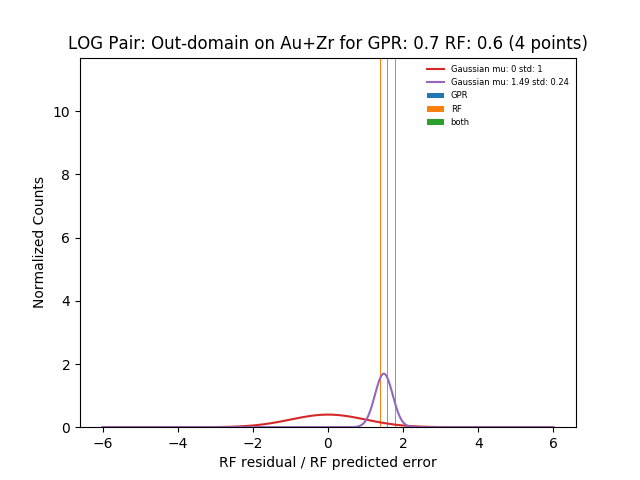 LOG Pair: Out-domain on Au+Zr for GPR: 0.7 RF: 0.6 (4 points)
Gaussian mu: 0 std: 1
Gaussian mu: 1.49 std: 0.24
GPR
RF
both
Normalized Counts
10
8
6
4
2
0
−6
−4
−2
0
2
4
6
RF residual / RF predicted error